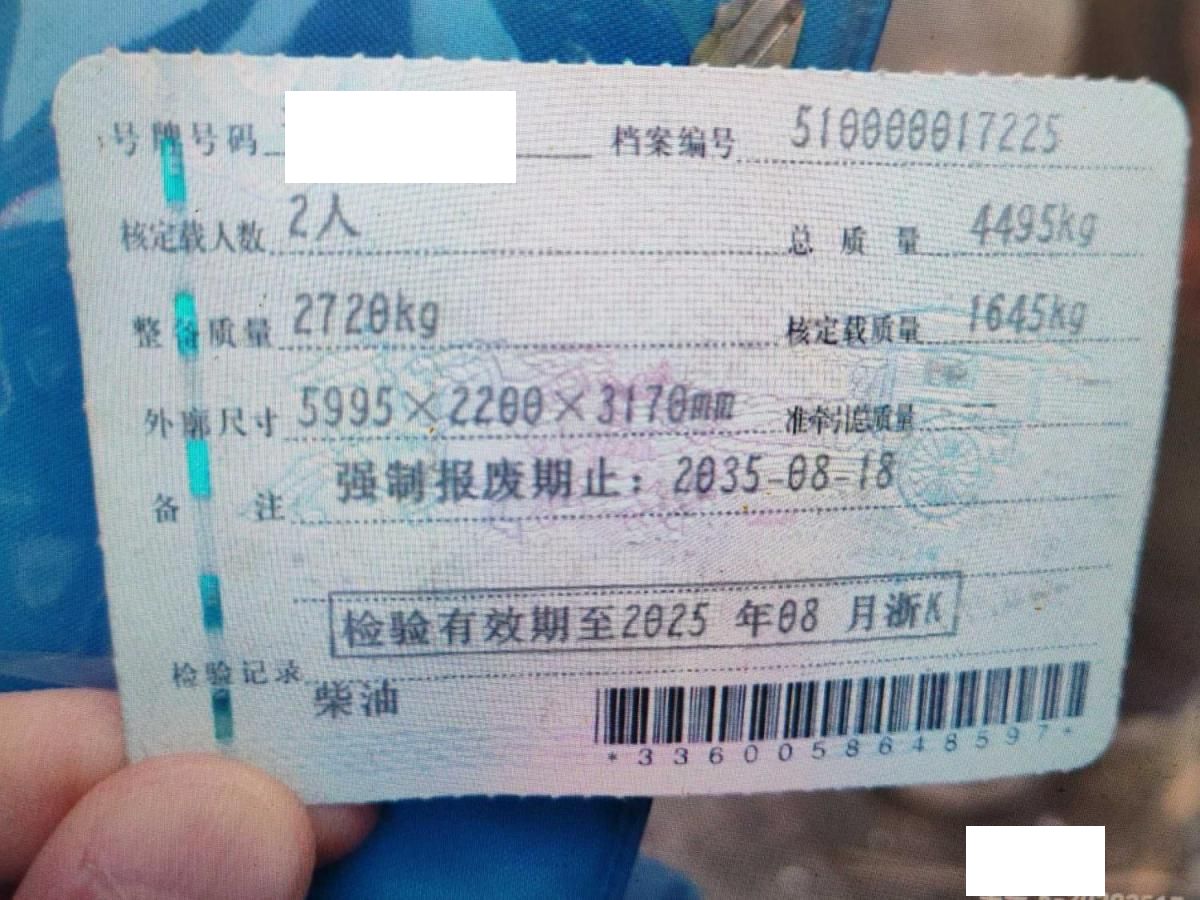 号牌号码 档案编号 510000017225
核定载人数 2人 总质量 4495kg
整备质量 2720kg 核定载质量 1645kg
外廓尺寸 5995×2200×3170mm 准牵引总质量 --
备注 强制报废期止：2035-08-18
检验有效期至2025 年08 月浙K
检验记录
柴油
*3360058648597*